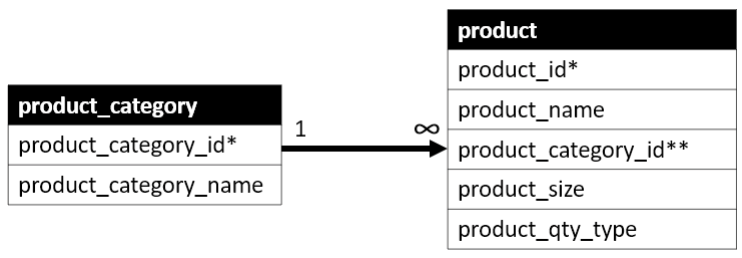 product_category
product_category_id*
product_category_name
1
∞
product
product_id*
product_name
product_category_id**
product_size
product_qty_type